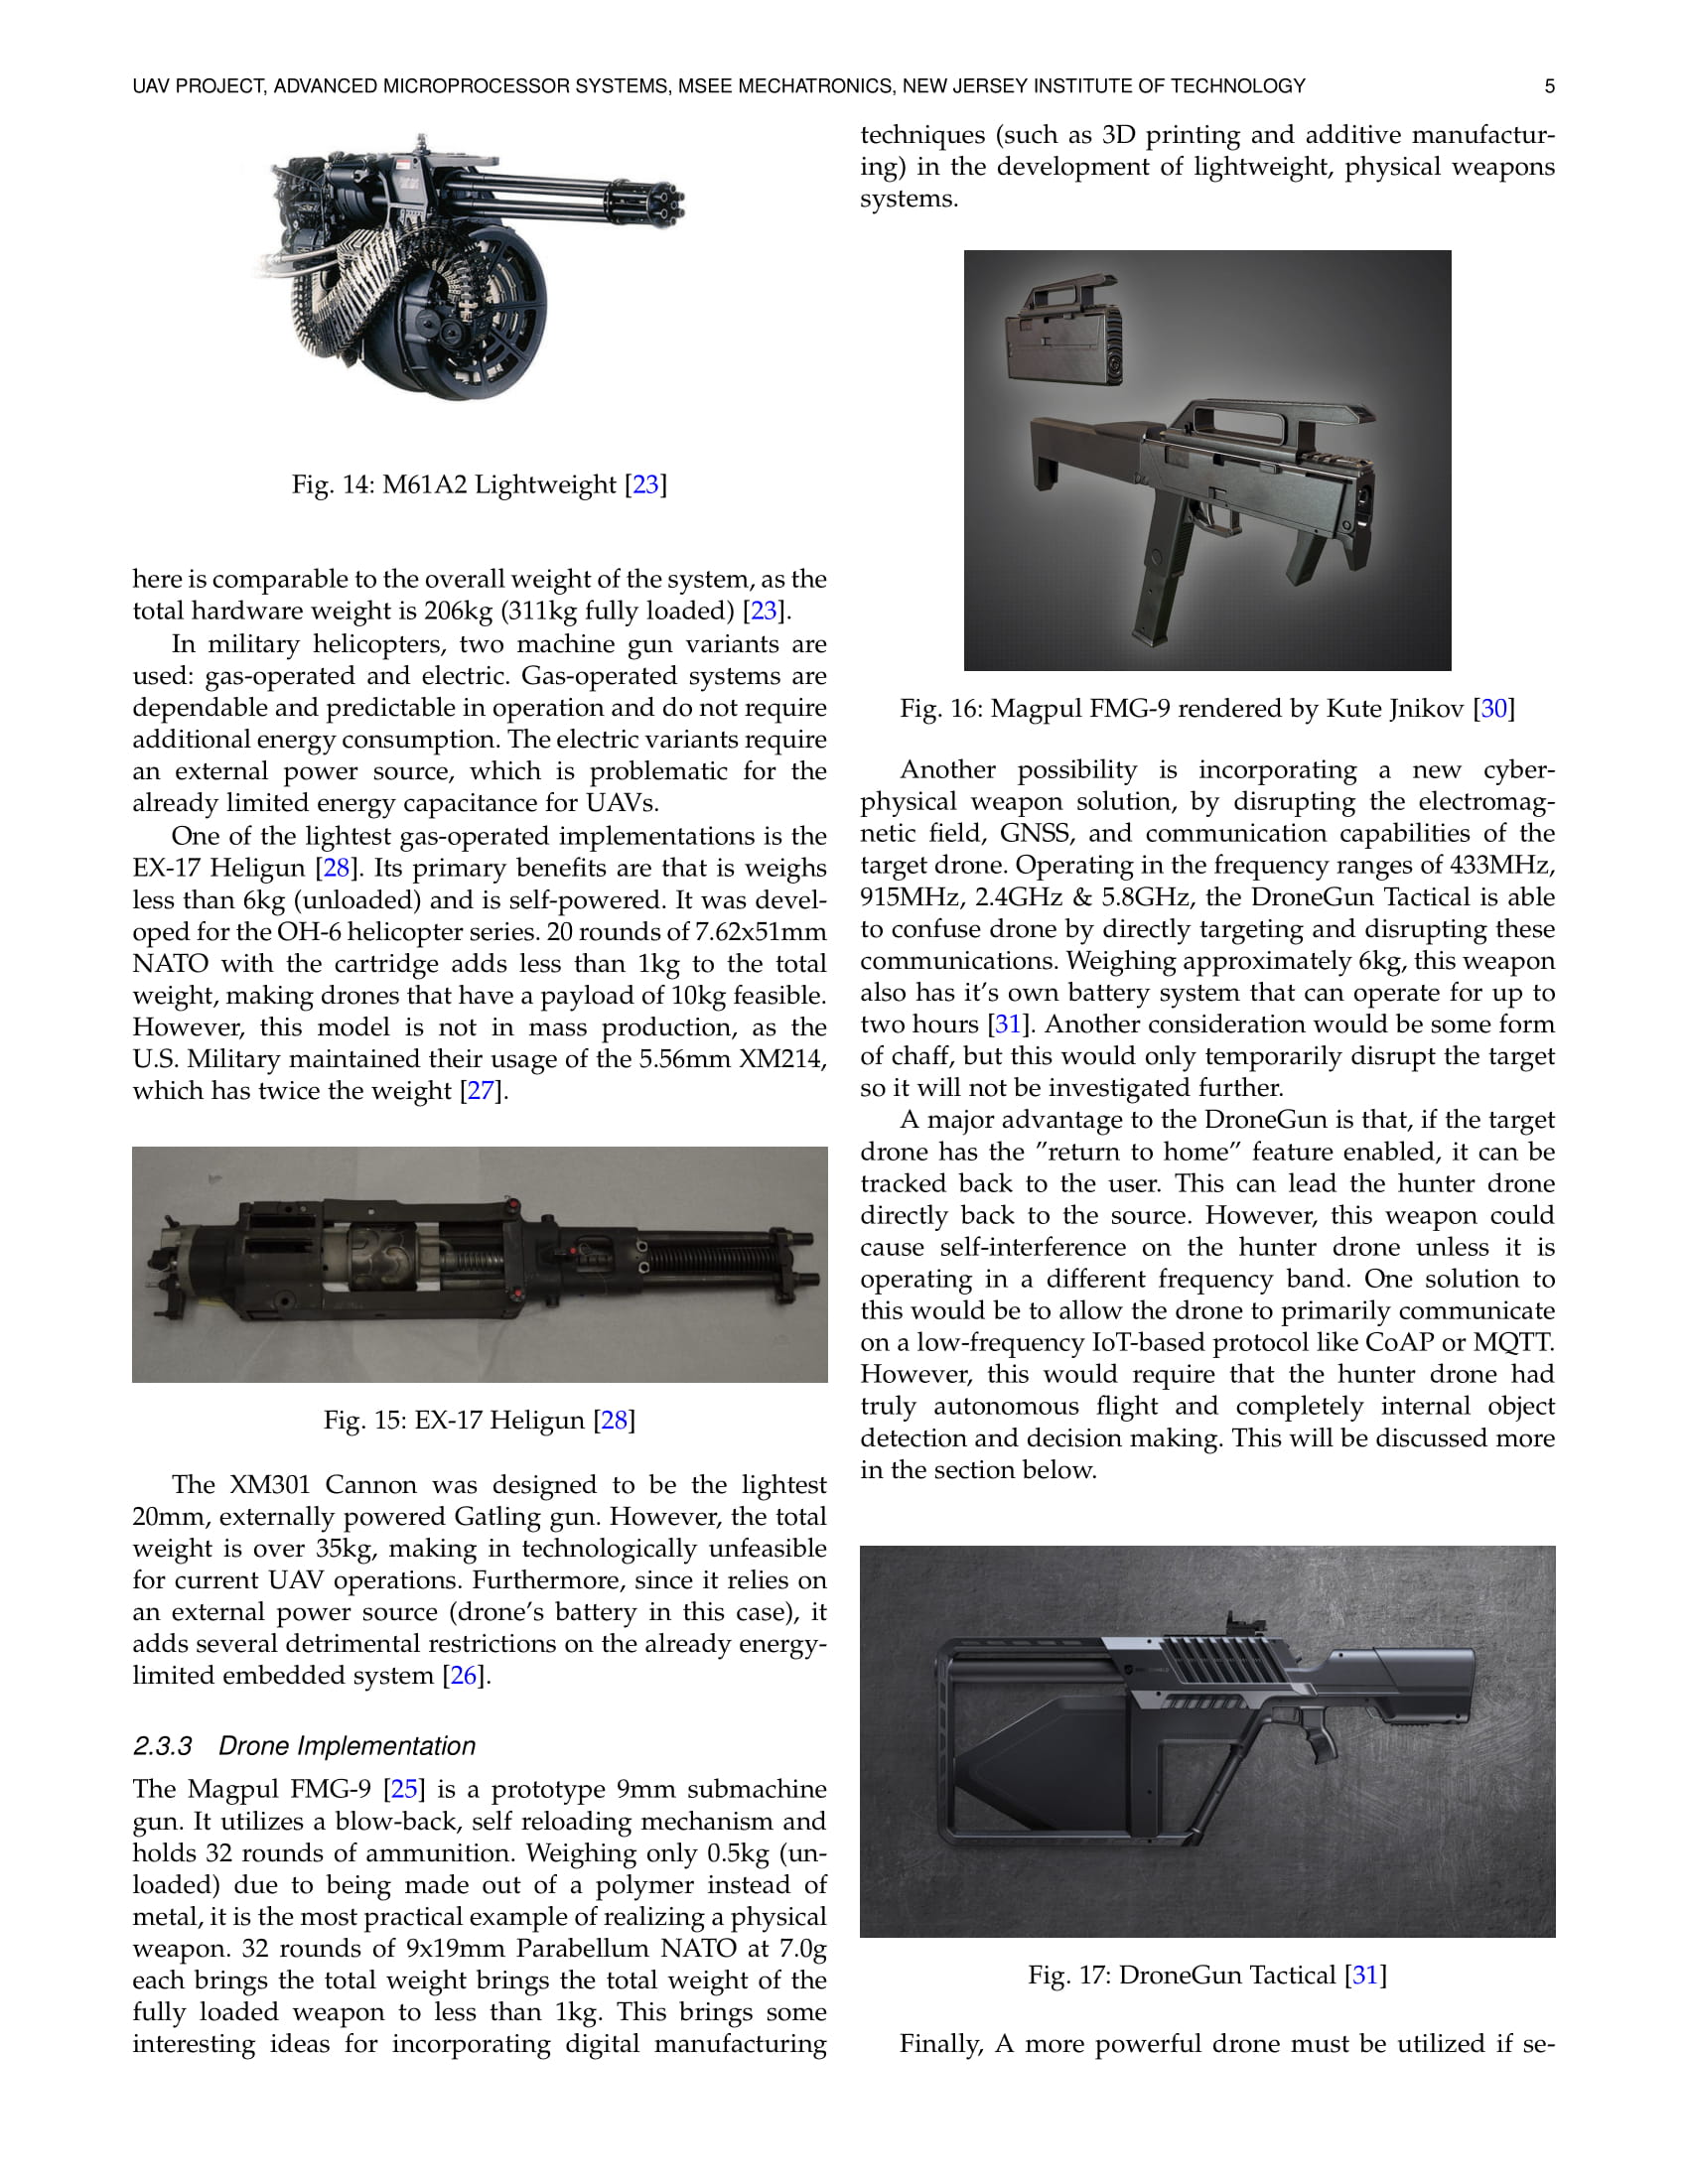 UAV PROJECT, ADVANCED MICROPROCESSOR SYSTEMS, MSEE MECHATRONICS, NEW JERSEY INSTITUTE OF TECHNOLOGY 5
Fig. 14: M61A2 Lightweight [23]
here is comparable to the overall weight of the system, as the
total hardware weight is 206kg (311kg fully loaded) [23].
In military helicopters, two machine gun variants are
used: gas-operated and electric. Gas-operated systems are
dependable and predictable in operation and do not require
additional energy consumption. The electric variants require
an external power source, which is problematic for the
already limited energy capacitance for UAVs.
One of the lightest gas-operated implementations is the
EX-17 Heligun [28]. Its primary benefits are that is weighs
less than 6kg (unloaded) and is self-powered. It was devel-
oped for the OH-6 helicopter series. 20 rounds of 7.62x51mm
NATO with the cartridge adds less than 1kg to the total
weight, making drones that have a payload of 10kg feasible.
However, this model is not in mass production, as the
U.S. Military maintained their usage of the 5.56mm XM214,
which has twice the weight [27].
Fig. 15: EX-17 Heligun [28]
The XM301 Cannon was designed to be the lightest
20mm, externally powered Gatling gun. However, the total
weight is over 35kg, making in technologically unfeasible
for current UAV operations. Furthermore, since it relies on
an external power source (drone's battery in this case), it
adds several detrimental restrictions on the already energy-
limited embedded system [26].
2.3.3 Drone Implementation
The Magpul FMG-9 [25] is a prototype 9mm submachine
gun. It utilizes a blow-back, self reloading mechanism and
holds 32 rounds of ammunition. Weighing only 0.5kg (un-
loaded) due to being made out of a polymer instead of
metal, it is the most practical example of realizing a physical
weapon. 32 rounds of 9x19mm Parabellum NATO at 7.0g
each brings the total weight brings the total weight of the
fully loaded weapon to less than 1kg. This brings some
interesting ideas for incorporating digital manufacturing
techniques (such as 3D printing and additive manufactur-
ing) in the development of lightweight, physical weapons
systems.
Fig. 16: Magpul FMG-9 rendered by Kute Jnikov [30]
Another possibility is incorporating a new cyber-
physical weapon solution, by disrupting the electromag-
netic field, GNSS, and communication capabilities of the
target drone. Operating in the frequency ranges of 433MHz,
915MHz, 2.4GHz & 5.8GHz, the DroneGun Tactical is able
to confuse drone by directly targeting and disrupting these
communications. Weighing approximately 6kg, this weapon
also has it's own battery system that can operate for up to
two hours [31]. Another consideration would be some form
of chaff, but this would only temporarily disrupt the target
so it will not be investigated further.
A major advantage to the DroneGun is that, if the target
drone has the ”return to home” feature enabled, it can be
tracked back to the user. This can lead the hunter drone
directly back to the source. However, this weapon could
cause self-interference on the hunter drone unless it is
operating in a different frequency band. One solution to
this would be to allow the drone to primarily communicate
on a low-frequency IoT-based protocol like CoAP or MQTT.
However, this would require that the hunter drone had
truly autonomous flight and completely internal object
detection and decision making. This will be discussed more
in the section below.
Fig. 17: DroneGun Tactical [31]
Finally, A more powerful drone must be utilized if se-